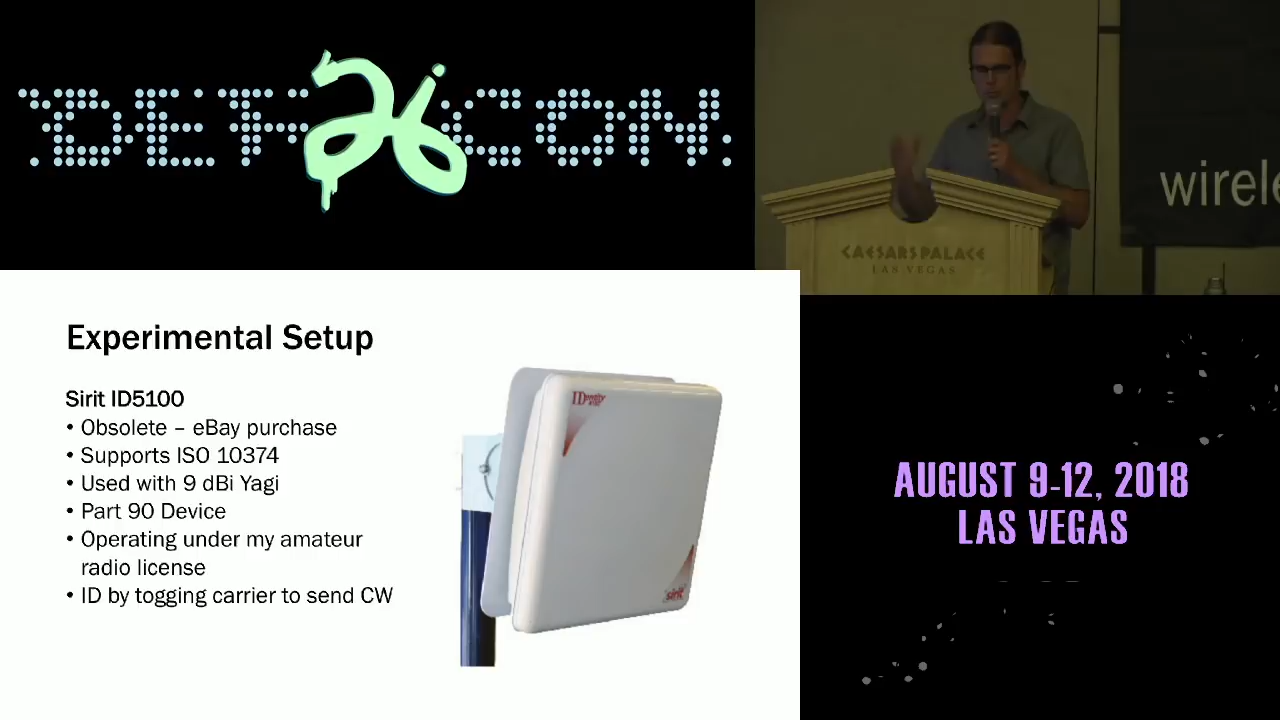 DEF CON 26
wirele
CAESARS PALACE
LAS VEGAS
Experimental Setup
Sirit ID5100
• Obsolete – eBay purchase
• Supports ISO 10374
• Used with 9 dBi Yagi
• Part 90 Device
• Operating under my amateur
radio license
• ID by togging carrier to send CW
sirit
AUGUST 9-12, 2018
LAS VEGAS